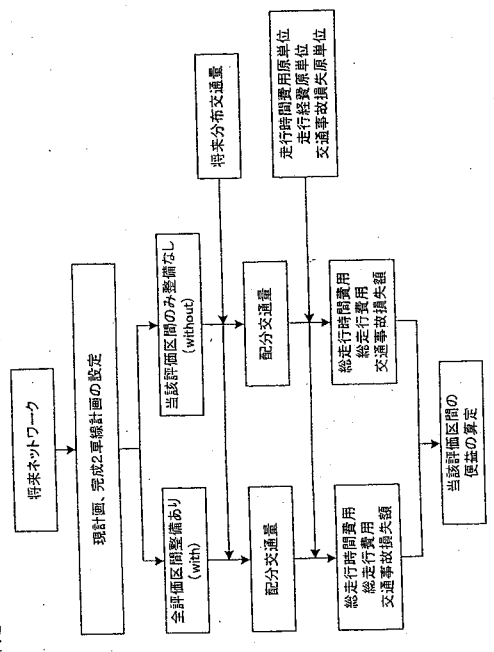 将来ネットワーク
現計画、完成2車線計画の設定
全評価区間整備あり
(with)
当該評価区間のみ整備なし
(without)
将来分布交通量
配分交通量
配分交通量
走行時間費用原単位
走行経費原単位
交通事故損失原単位
総走行時間費用
総走行費用
交通事故損失額
総走行時間費用
総走行費用
交通事故損失額
当該評価区間の
便益の算定